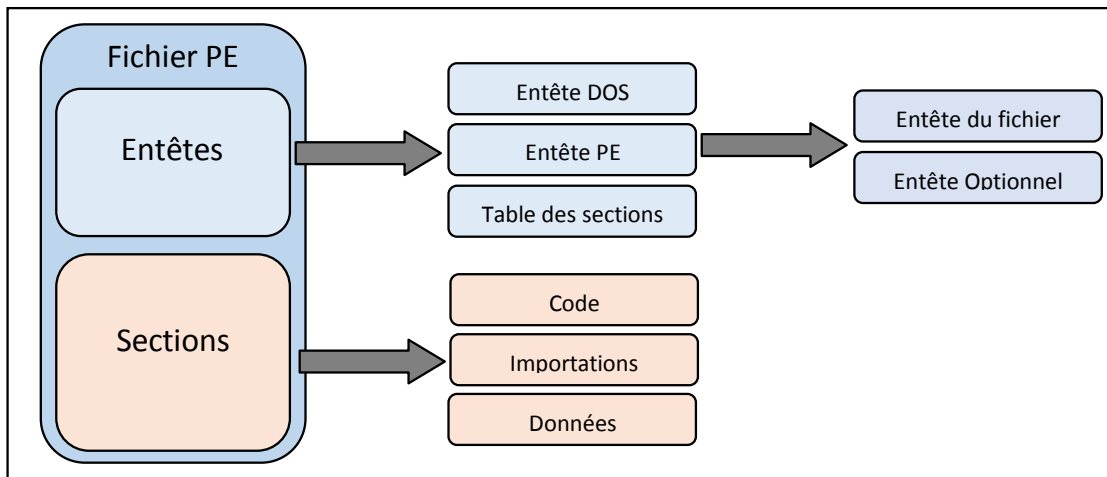 Fichier PE
Entêtes
Sections
Entête DOS
Entête PE
Table des sections
Code
Importations
Données
Entête du fichier
Entête Optionnel